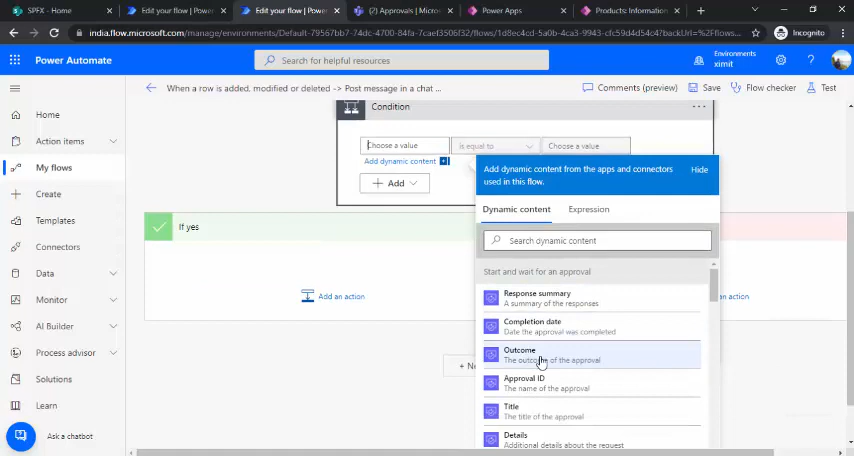 SPFX - Home
Edit your flow | Power
Edit your flow | Power
(2) Approvals | Micros
Power Apps
Products: Information
india.flow.microsoft.com/manage/environments/Default-79567bb7-74dc-4700-84fa-7caef3506f32/flows/1d8ec4cd-5a0b-4ca3-9943-cfc59d4d54c4?backUrl=%2Fflows...
Incognito
Power Automate
Search for helpful resources
Environments
ximit
When a row is added, modified or deleted -> Post message in a chat ...
Comments (preview)
Save
Flow checker
Test
Home
Action items
My flows
Create
Templates
Connectors
Data
Monitor
AI Builder
Process advisor
Solutions
Learn
Ask a chatbot
Condition
Choose a value
is equal to
Choose a value
Add dynamic content
Add
If yes
Add an action
Add dynamic content from the apps and connectors
used in this flow.
Hide
Dynamic content
Expression
Search dynamic content
Start and wait for an approval
Response summary
A summary of the responses
Completion date
Date the approval was completed
Outcome
The outcome of the approval
Approval ID
The name of the approval
Title
The title of the approval
Details
Additional details about the request
an action
+ Ne